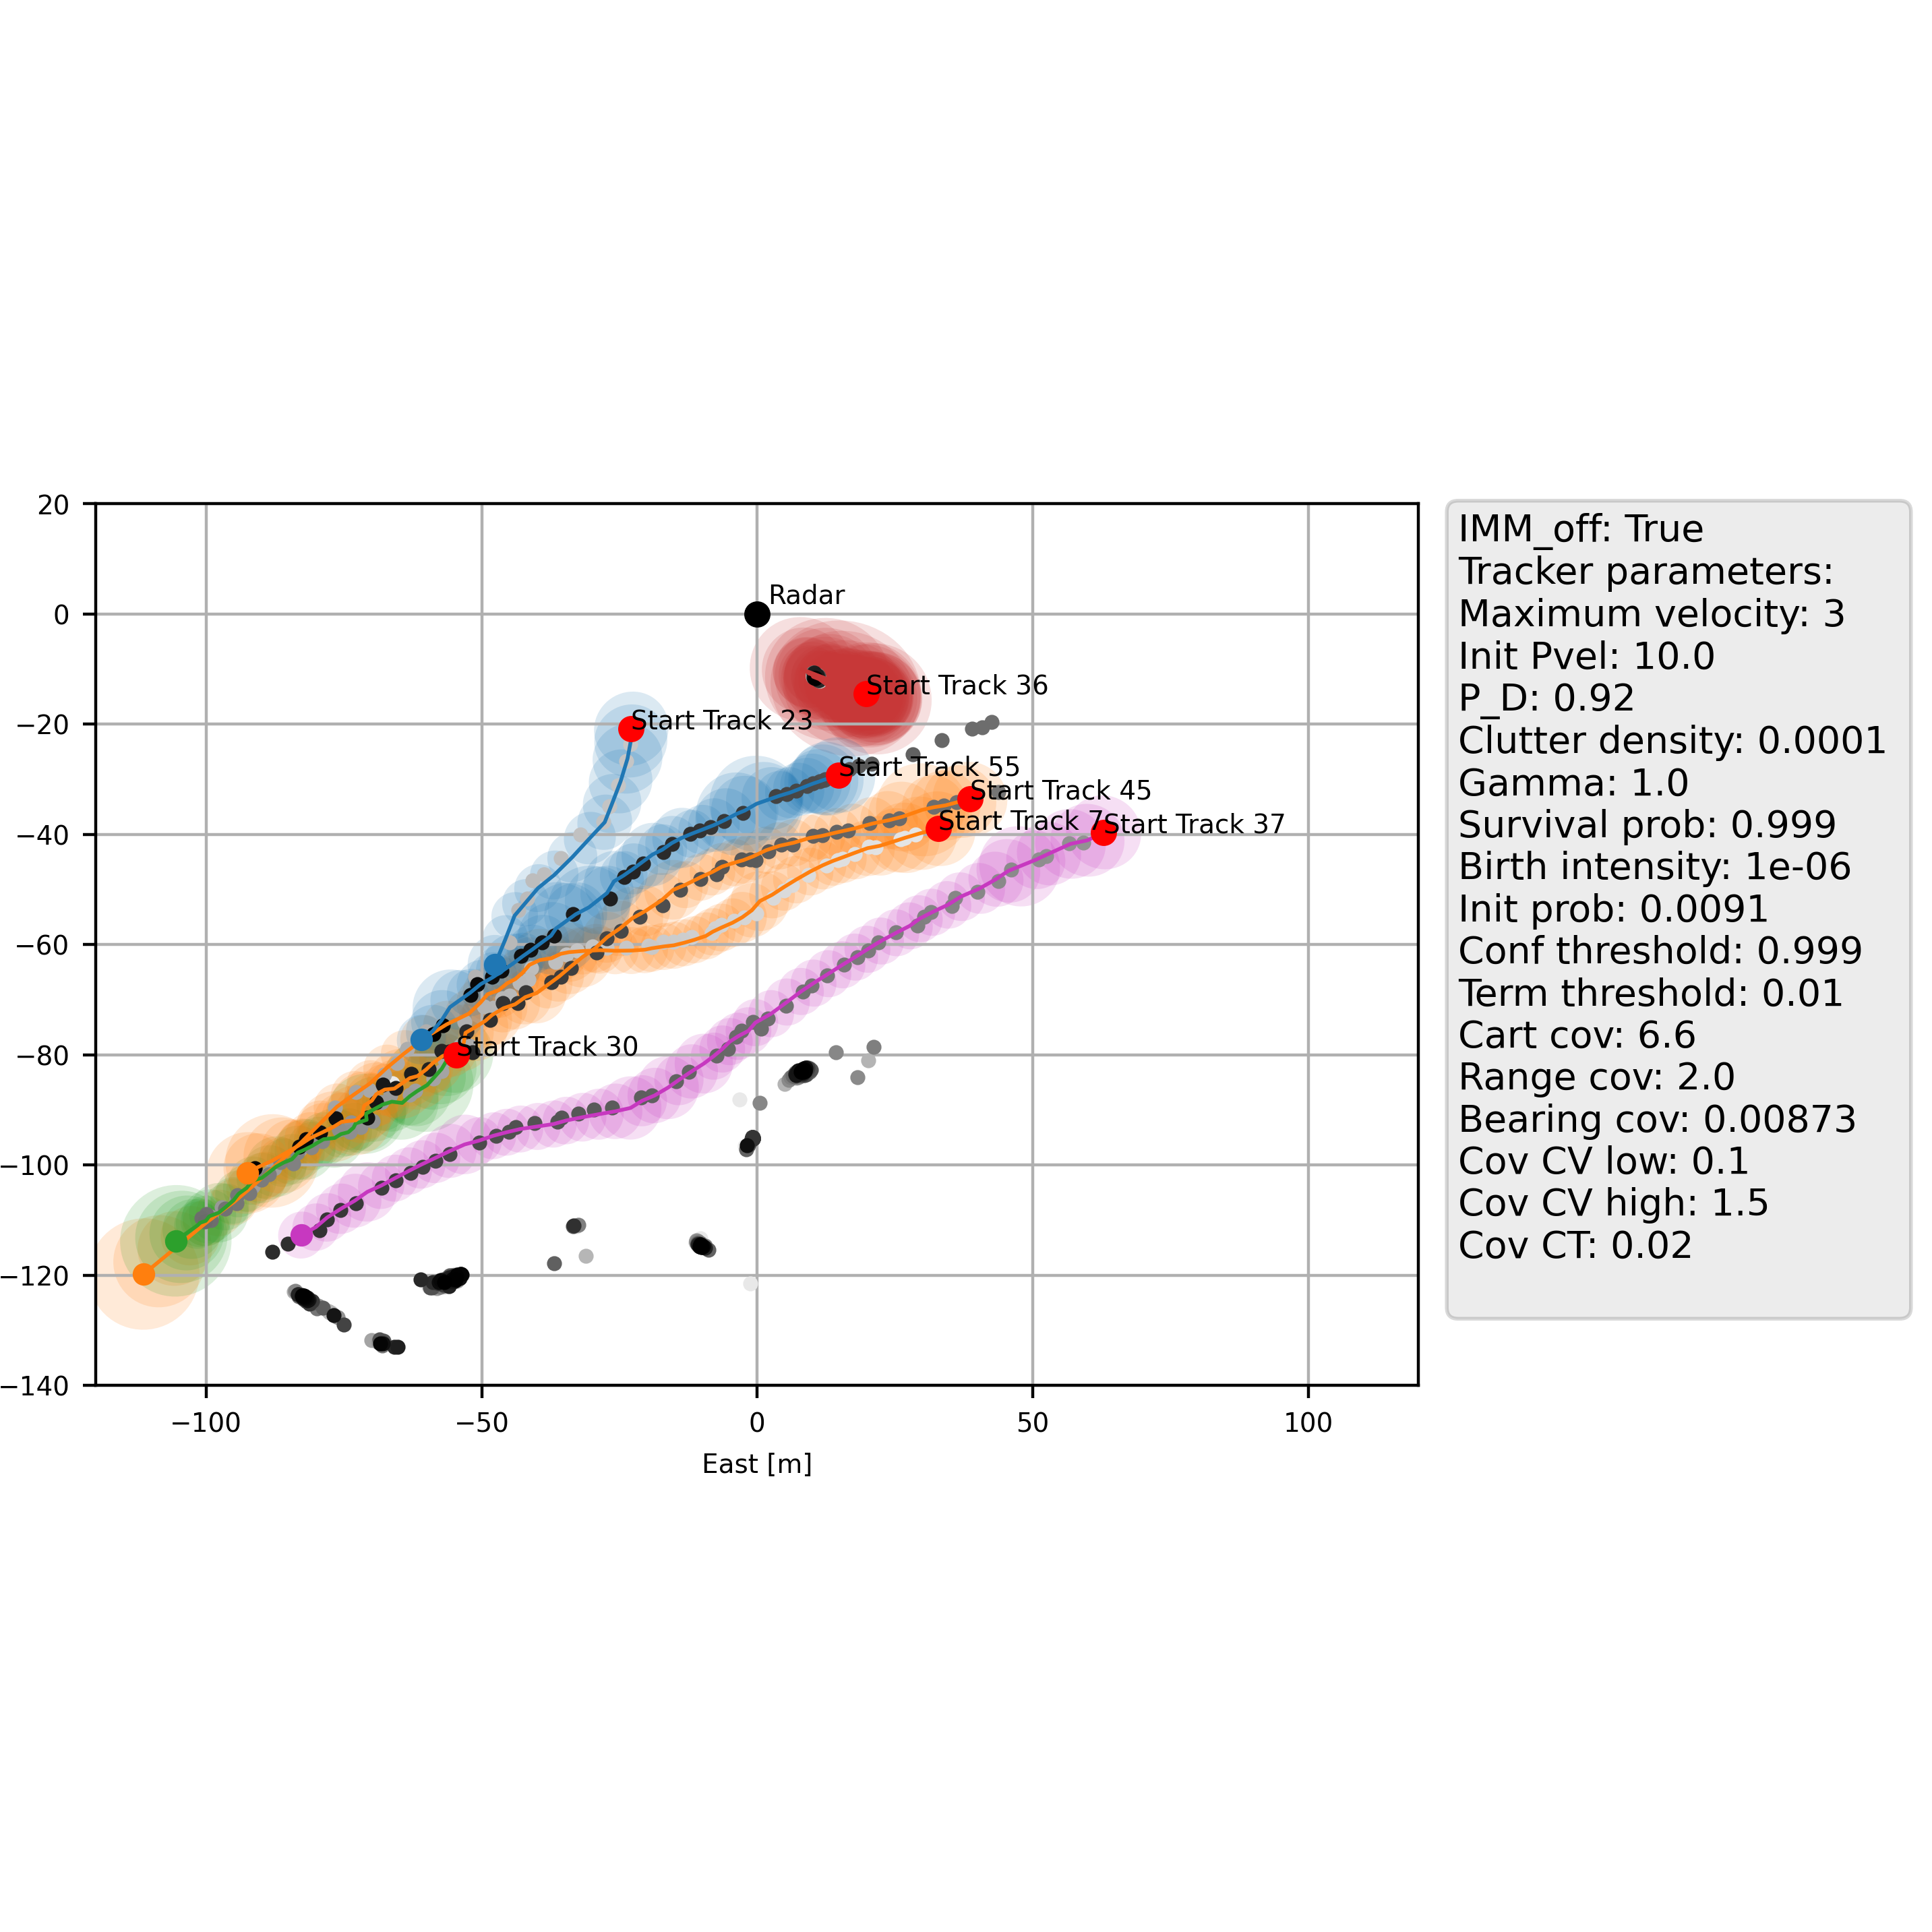 20
0
−20
−40
−60
−80
−100
−120
−140
−100
−50
0
50
100
East [m]
Radar
Start Track 36
Start Track 23
Start Track 55
Start Track 45
Start Track 7
Start Track 37
Start Track 30
IMM_off: True
Tracker parameters:
Maximum velocity: 3
Init Pvel: 10.0
P_D: 0.92
Clutter density: 0.0001
Gamma: 1.0
Survival prob: 0.999
Birth intensity: 1e-06
Init prob: 0.0091
Conf threshold: 0.999
Term threshold: 0.01
Cart cov: 6.6
Range cov: 2.0
Bearing cov: 0.00873
Cov CV low: 0.1
Cov CV high: 1.5
Cov CT: 0.02